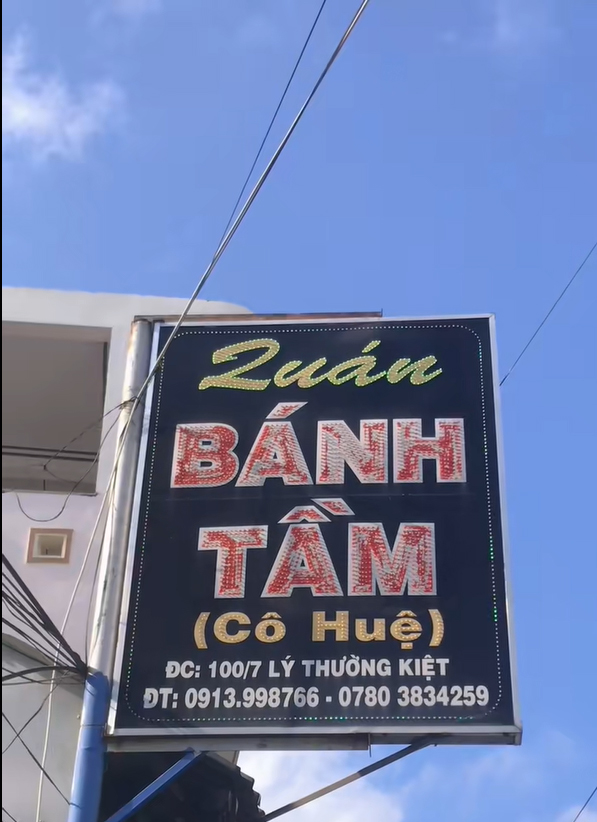 Quán
BÁNH
TẦM
(Cô Huệ)
ĐC: 100/7 LÝ THƯỜNG KIỆT
ĐT: 0913.998766 - 0780 3834259